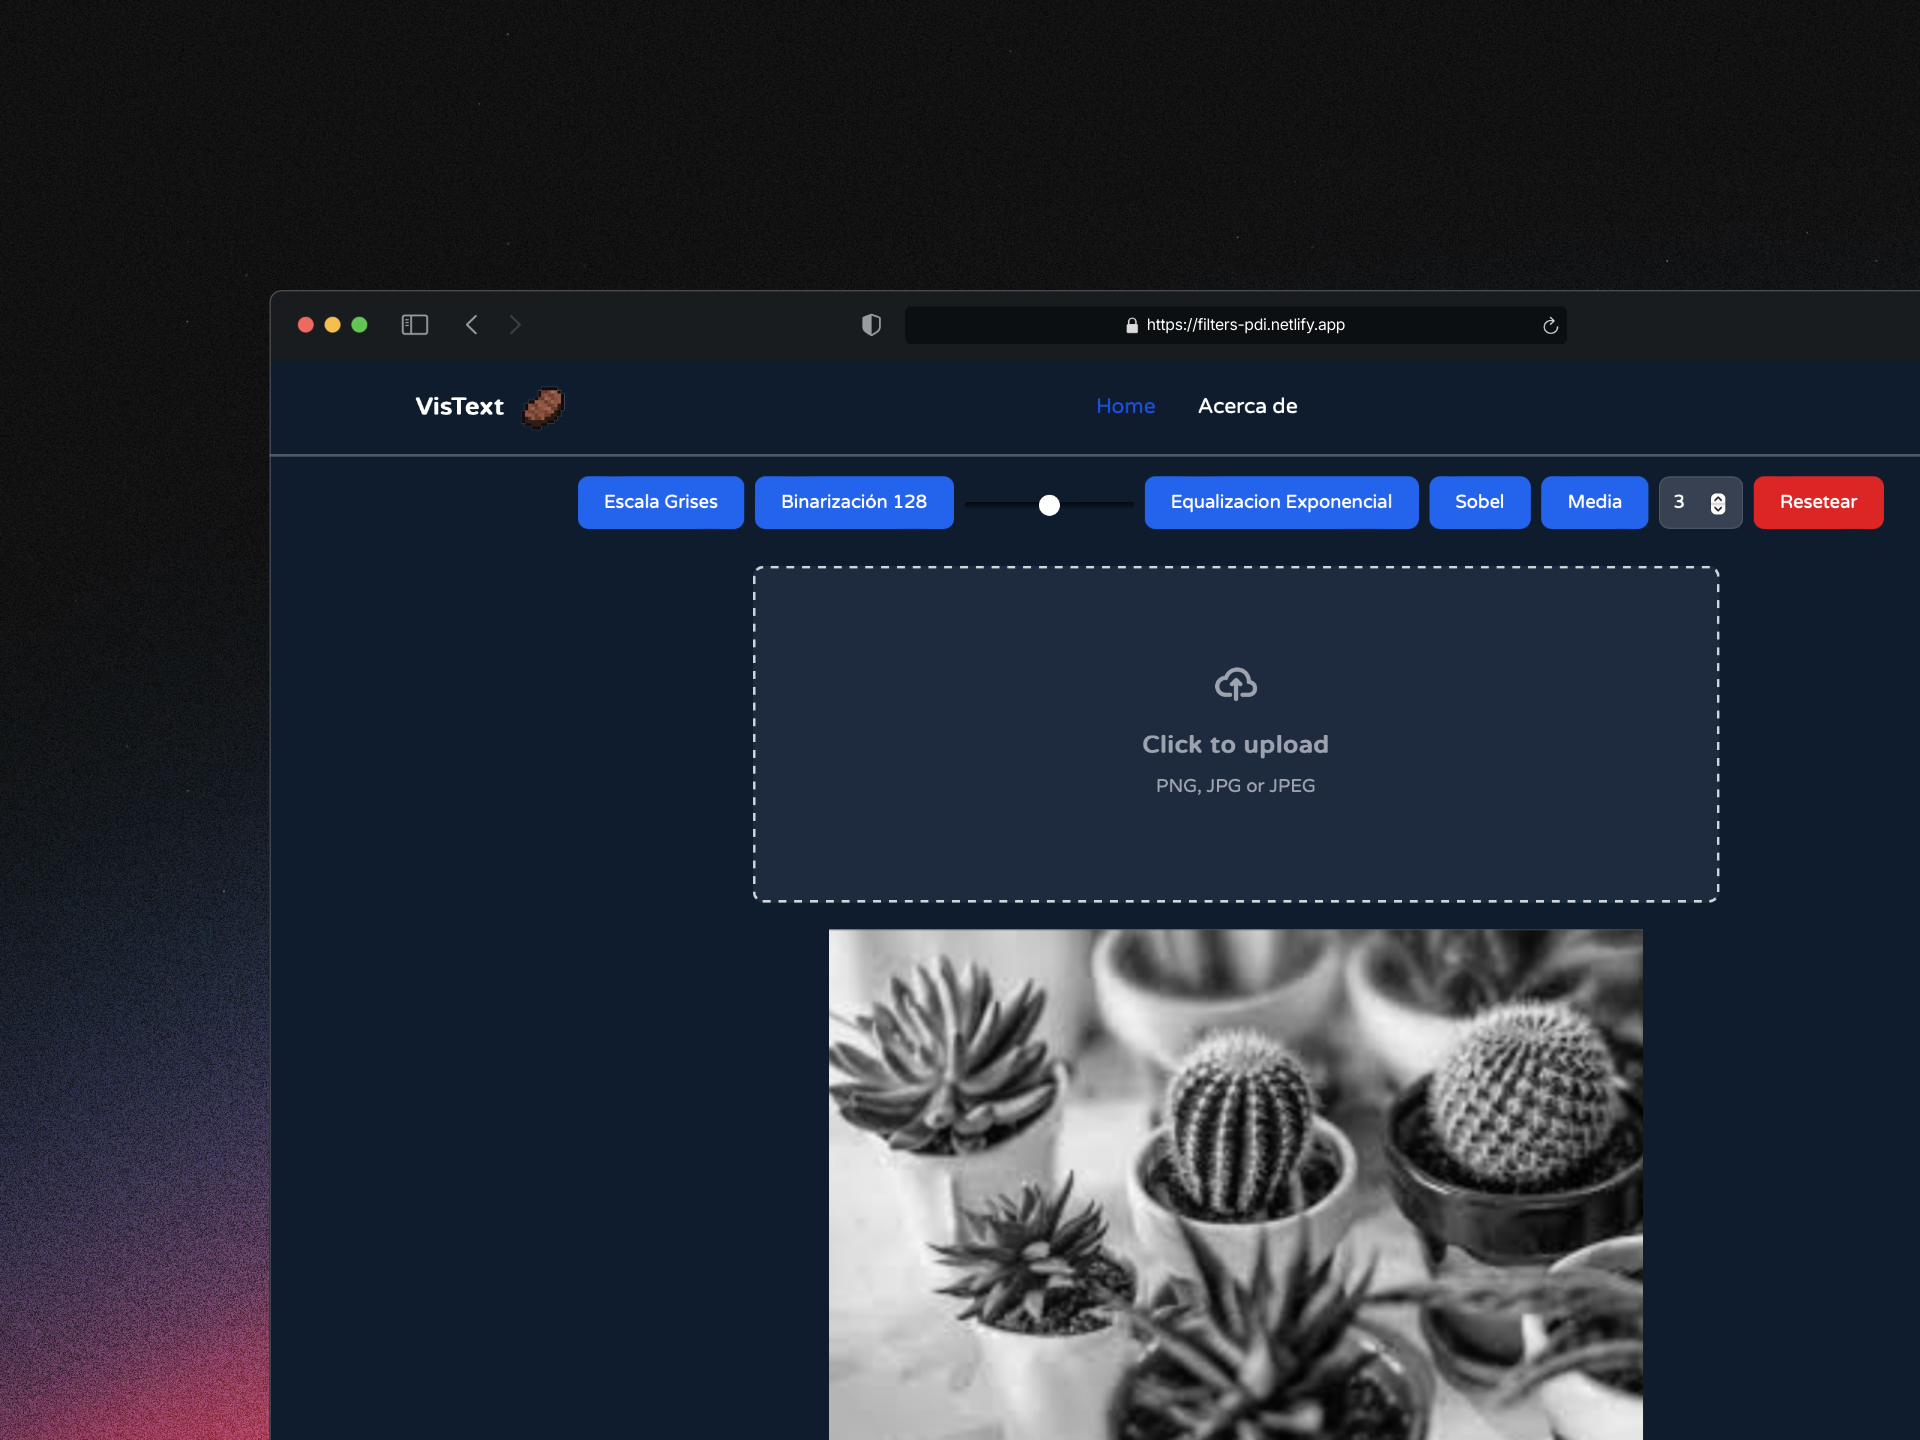 https://filters-pdi.netlify.app
VisText
Home
Acerca de
Escala Grises
Binarización 128
Equalizacion Exponencial
Sobel
Media
3
Resetear
Click to upload
PNG, JPG or JPEG